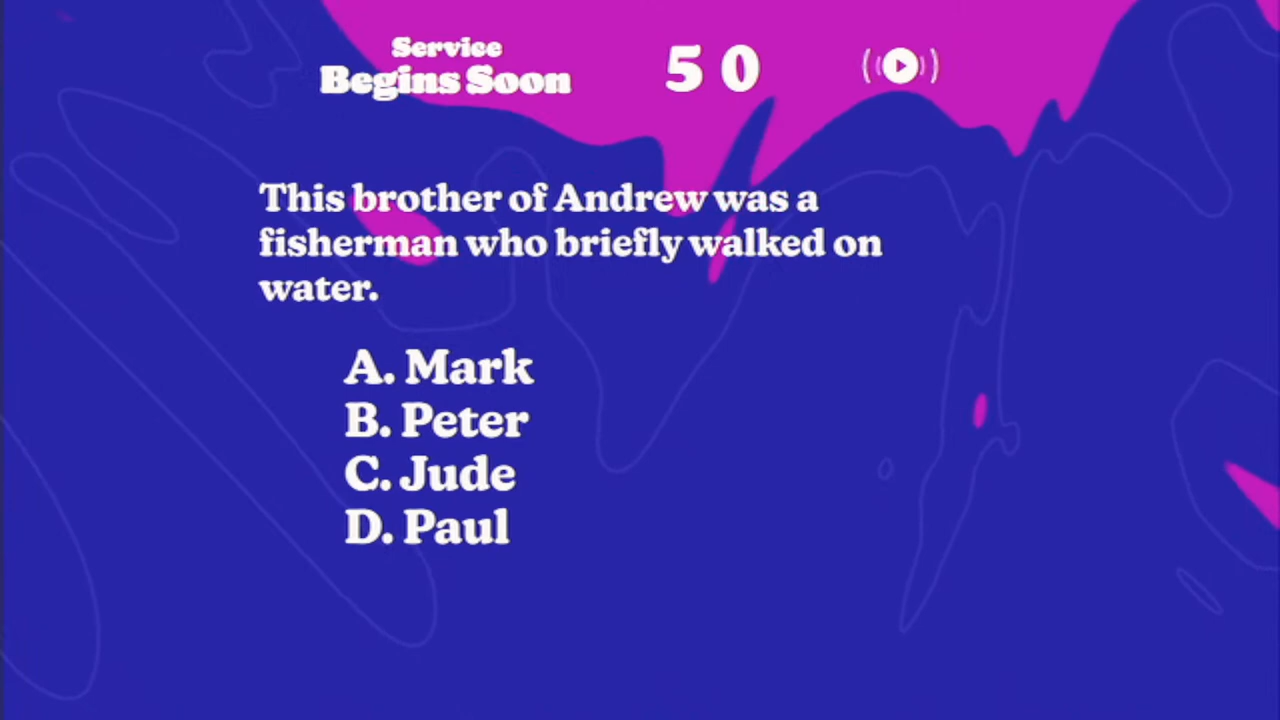 Service
Begins Soon
50
This brother of Andrew was a
fisherman who briefly walked on
water.
A. Mark
B. Peter
C. Jude
D. Paul